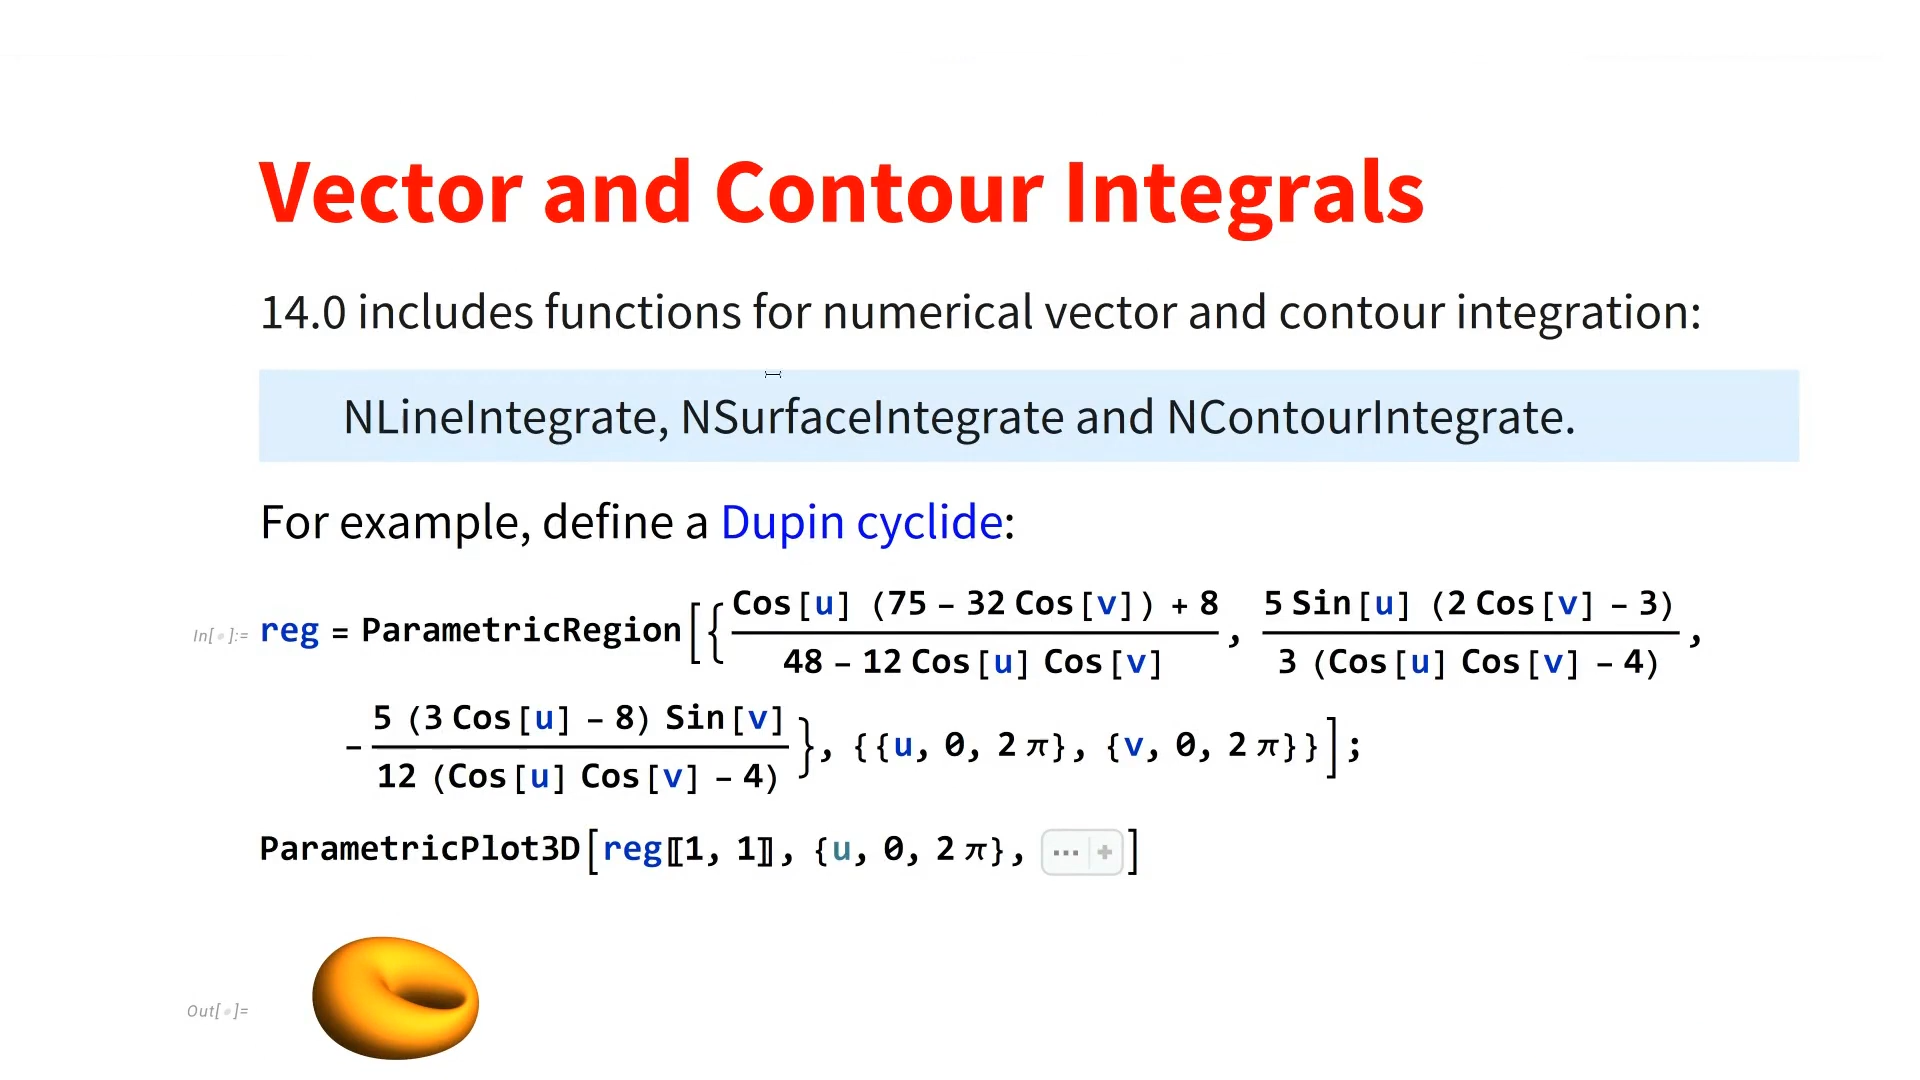 Vector and Contour Integrals
14.0 includes functions for numerical vector and contour integration:
NLineIntegrate, NSurfaceIntegrate and NContourIntegrate.
For example, define a Dupin cyclide:
In[•]:= reg = ParametricRegion[{(Cos[u] (75 – 32 Cos[v]) + 8)/(48 – 12 Cos[u] Cos[v]), (5 Sin[u] (2 Cos[v] – 3))/(3 (Cos[u] Cos[v] – 4)),
–(5 (3 Cos[u] – 8) Sin[v])/(12 (Cos[u] Cos[v] – 4))}, {{u, 0, 2 π}, {v, 0, 2 π}}];
ParametricPlot3D[reg⟦1, 1⟧, {u, 0, 2 π}, ⋯ +]
Out[•]=